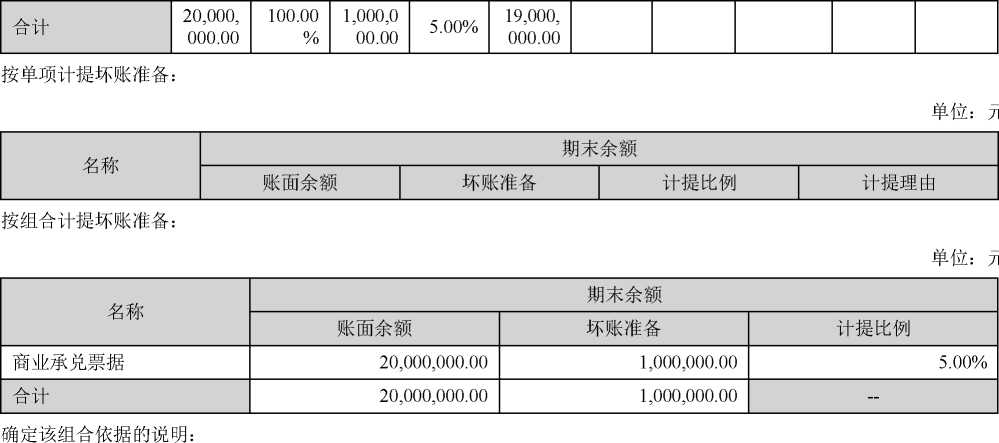 合计 20,000,000.00 100.00% 1,000,000.00 5.00% 19,000,000.00
按单项计提坏账准备：
单位：元
名称 期末余额
账面余额 坏账准备 计提比例 计提理由
按组合计提坏账准备：
单位：元
名称 期末余额
账面余额 坏账准备 计提比例
商业承兑票据 20,000,000.00 1,000,000.00 5.00%
合计 20,000,000.00 1,000,000.00 --
确定该组合依据的说明：